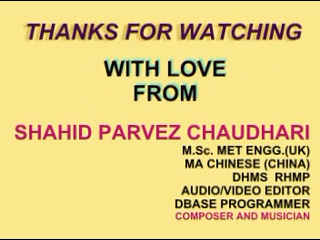 THANKS FOR WATCHING
WITH LOVE
FROM
SHAHID PARVEZ CHAUDHARI
M.Sc. MET ENGG.(UK)
MA CHINESE (CHINA)
DHMS RHMP
AUDIO/VIDEO EDITOR
DBASE PROGRAMMER
COMPOSER AND MUSICIAN